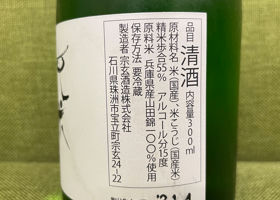 品目 清酒 内容量300ml
原材料名 米（国産）、米こうじ（国産米）
精米歩合55％ アルコール分15度
原料米 兵庫県産山田錦一〇〇％使用
保存方法 要冷蔵
製造者 宗玄酒造株式会社
石川県珠洲市宝立町宗玄24-22